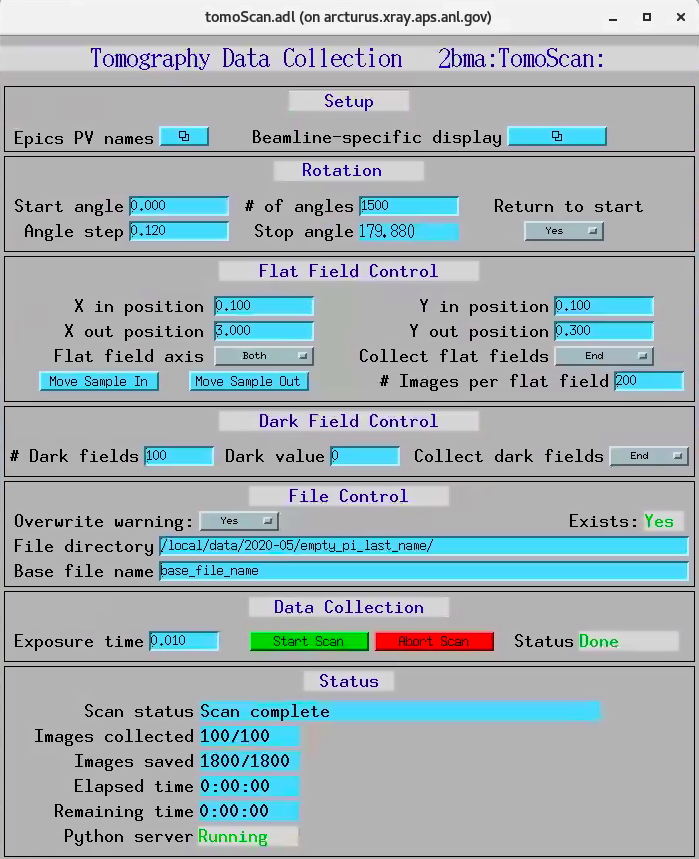 tomoScan.adl (on arcturus.xray.aps.anl.gov)
Tomography Data Collection 2bma:TomoScan:
Setup
Epics PV names Beamline-specific display
Rotation
Start angle 0.000 # of angles 1500 Return to start
Angle step 0.120 Stop angle 179.880 Yes
Flat Field Control
X in position 0.100 Y in position 0.100
X out position 3.000 Y out position 0.300
Flat field axis Both Collect flat fields End
Move Sample In Move Sample Out # Images per flat field 200
Dark Field Control
# Dark fields 100 Dark value 0 Collect dark fields End
File Control
Overwrite warning: Yes Exists: Yes
File directory /local/data/2020-05/empty_pi_last_name/
Base file name base_file_name
Data Collection
Exposure time 0.010 Start Scan Abort Scan Status Done
Status
Scan status Scan complete
Images collected 100/100
Images saved 1800/1800
Elapsed time 0:00:00
Remaining time 0:00:00
Python server Running